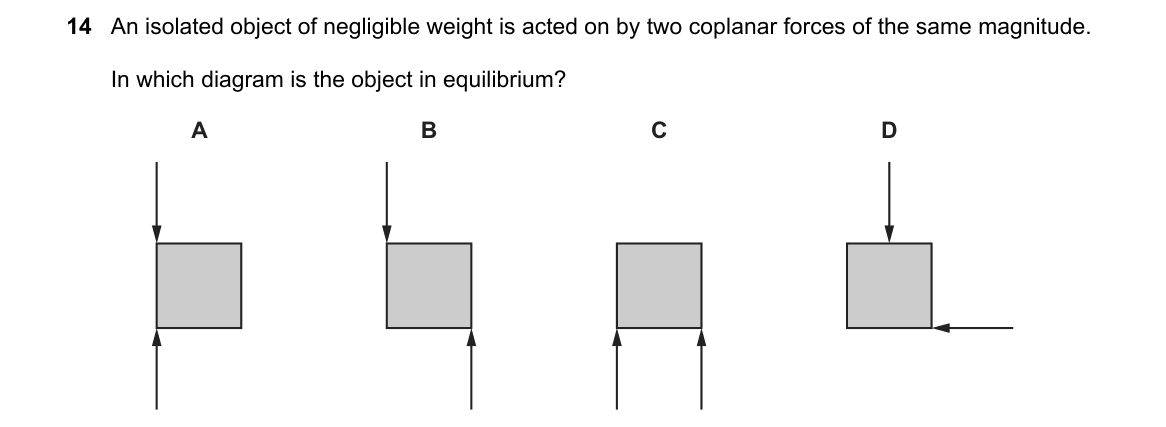 14 An isolated object of negligible weight is acted on by two coplanar forces of the same magnitude.
In which diagram is the object in equilibrium?
A B C D